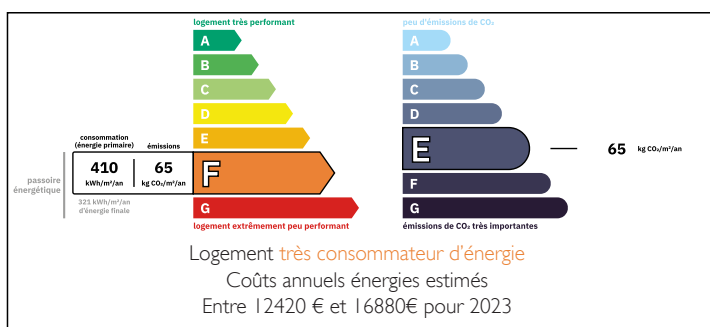 logement très performant
A
B
C
D
E
consommation
(énergie primaire)
émissions
410
kWh/m²/an
65
kg CO₂/m²/an
F
passoire
énergétique
321 kWh/m²/an
d'énergie finale
G
logement extrêmement peu performant
peu d'émissions de CO₂
A
B
C
D
E
65 kg CO₂/m²/an
F
G
émissions de CO₂ très importantes
Logement très consommateur d'énergie
Coûts annuels énergies estimés
Entre 12420 € et 16880€ pour 2023